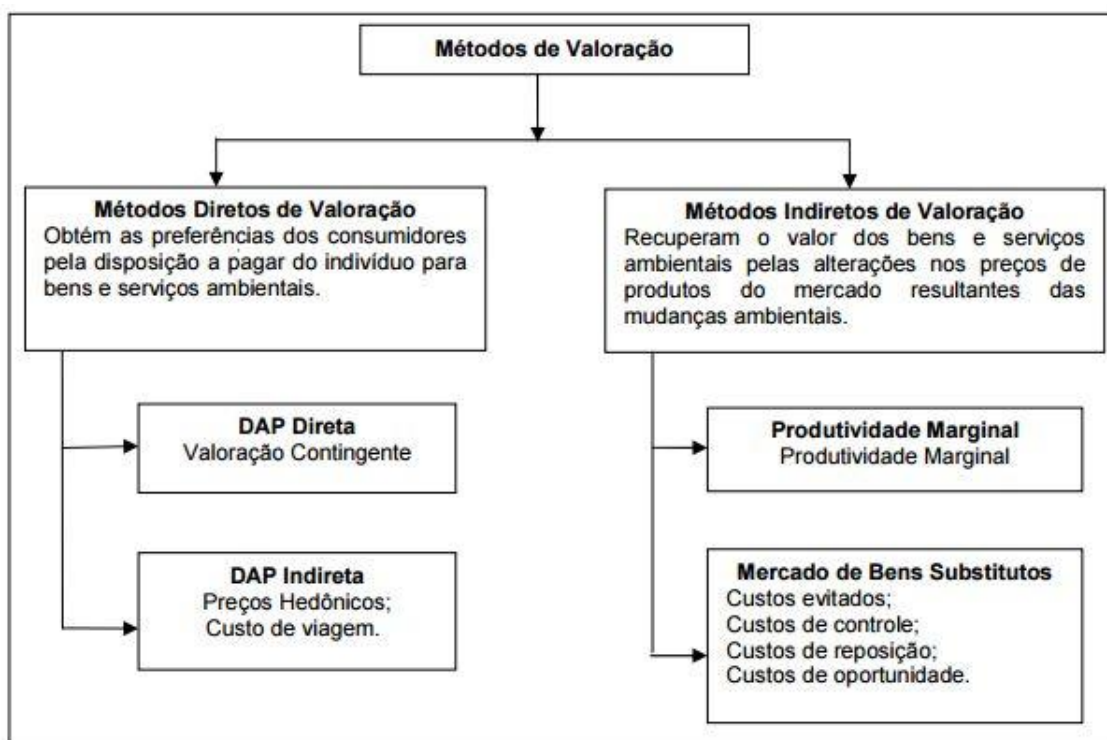 Métodos de Valoração
Métodos Diretos de Valoração
Obtém as preferências dos consumidores
pela disposição a pagar do indivíduo para
bens e serviços ambientais.
Métodos Indiretos de Valoração
Recuperam o valor dos bens e serviços
ambientais pelas alterações nos preços de
produtos do mercado resultantes das
mudanças ambientais.
DAP Direta
Valoração Contingente
Produtividade Marginal
Produtividade Marginal
DAP Indireta
Preços Hedônicos;
Custo de viagem.
Mercado de Bens Substitutos
Custos evitados;
Custos de controle;
Custos de reposição;
Custos de oportunidade.